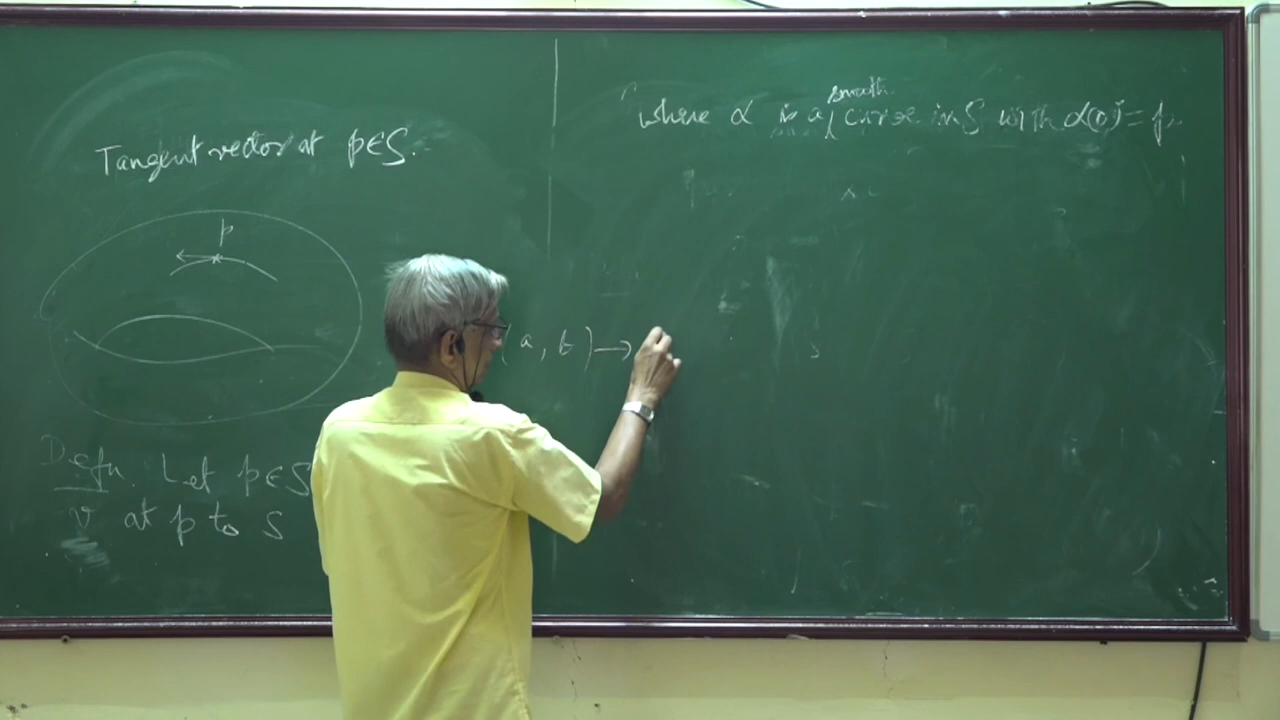 Tangent vector at p∈S.
p
Defn. Let p∈S
v at p to S
smooth
where α is a curve in S with α(0) = p.
(a, b) →